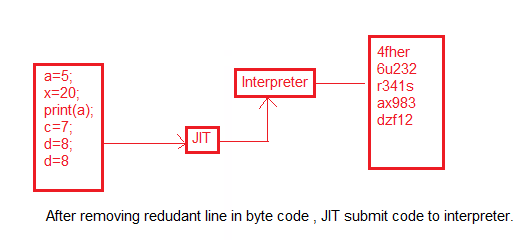 a=5;
x=20;
print(a);
c=7;
d=8;
d=8
JIT
Interpreter
4fher
6u232
r341s
ax983
dzf12
After removing redudant line in byte code , JIT submit code to interpreter.